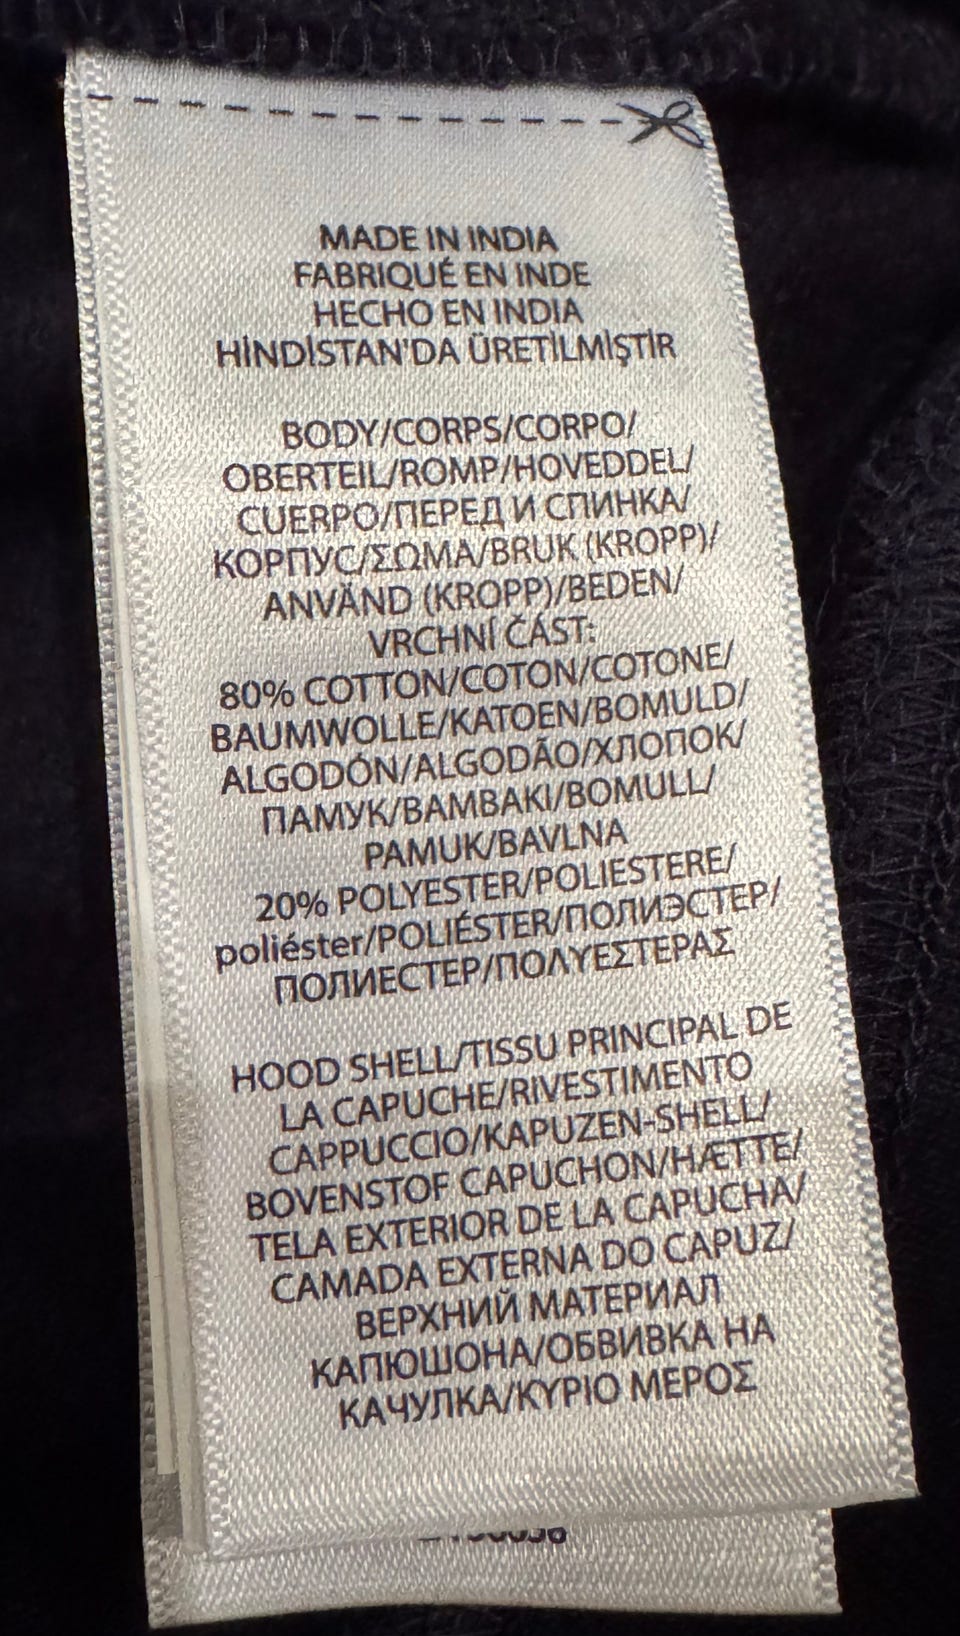 MADE IN INDIA
FABRIQUÉ EN INDE
HECHO EN INDIA
HİNDİSTAN'DA ÜRETİLMİŞTİR
BODY/CORPS/CORPO/
OBERTEIL/ROMP/HOVEDDEL/
CUERPO/ПЕРЕД И СПИНКА/
КОРПУС/ΣΩΜΑ/BRUK (KROPP)/
ANVÄND (KROPP)/BEDEN/
VRCHNÍ ČÁST:
80% COTTON/COTON/COTONE/
BAUMWOLLE/KATOEN/BOMULD/
ALGODÓN/ALGODÃO/ХЛОПОК/
ПАМУК/ΒΑΜΒΑΚΙ/BOMULL/
PAMUK/BAVLNA
20% POLYESTER/POLIESTERE/
poliéster/POLIÉSTER/ПОЛИЭСТЕР/
ПОЛИЕСТЕР/ΠΟΛΥΕΣΤΕΡΑΣ
HOOD SHELL/TISSU PRINCIPAL DE
LA CAPUCHE/RIVESTIMENTO
CAPPUCCIO/KAPUZEN-SHELL/
BOVENSTOF CAPUCHON/HÆTTE/
TELA EXTERIOR DE LA CAPUCHA/
CAMADA EXTERNA DO CAPUZ/
ВЕРХНИЙ МАТЕРИАЛ
КАПЮШОНА/ОБВИВКА НА
КАЧУЛКА/ΚΥΡΙΟ ΜΕΡΟΣ